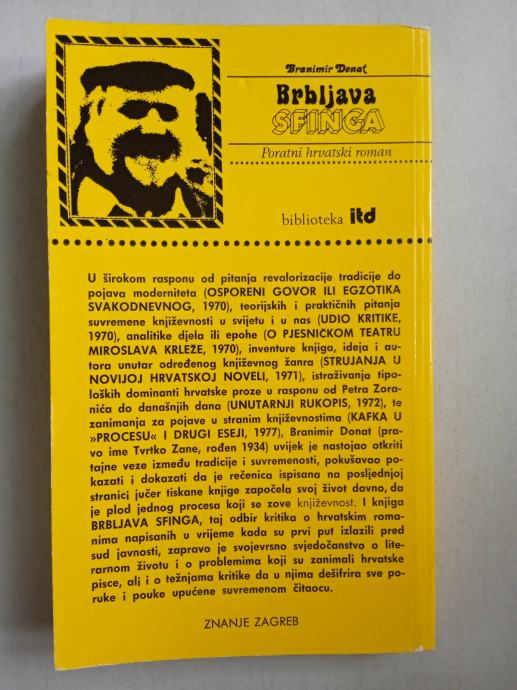 Branimir Donat
Brbljava
SFINGA
Poratni hrvatski roman
biblioteka itd
U širokom rasponu od pitanja revalorizacije tradicije do
pojava moderniteta (OSPORENI GOVOR ILI EGZOTIKA
SVAKODNEVNOG, 1970), teorijskih i praktičnih pitanja
suvremene književnosti u svijetu i u nas (UDIO KRITIKE,
1970), analitike djela ili epohe (O PJESNIČKOM TEATRU
MIROSLAVA KRLEŽE, 1970), inventure knjiga, ideja i au-
tora unutar određenog književnog žanra (STRUJANJA U
NOVIJOJ HRVATSKOJ NOVELI, 1971), istraživanja tipo-
loških dominanti hrvatske proze u rasponu od Petra Zora-
nića do današnjih dana (UNUTARNJI RUKOPIS, 1972), te
zanimanja za pojave u stranim književnostima (KAFKA U
»PROCESU« I DRUGI ESEJI, 1977), Branimir Donat (pra-
vo ime Tvrtko Zane, rođen 1934) uvijek je nastojao otkriti
tajne veze između tradicije i suvremenosti, pokušavao po-
kazati i dokazati da je rečenica ispisana na posljednjoj
stranici jučer tiskane knjige započela svoj život davno, da
je plod jednog procesa koji se zove književnost. I knjiga
BRBLJAVA SFINGA, taj odbir kritika o hrvatskim roma-
nima napisanih u vrijeme kada su prvi put izlazili pred
sud javnosti, zapravo je svojevrsno svjedočanstvo o lite-
rarnom životu i o problemima koji su zanimali hrvatske
pisce, ali i o težnjama kritike da u njima dešifrira sve po-
ruke i pouke upućene suvremenom čitaocu.
ZNANJE ZAGREB